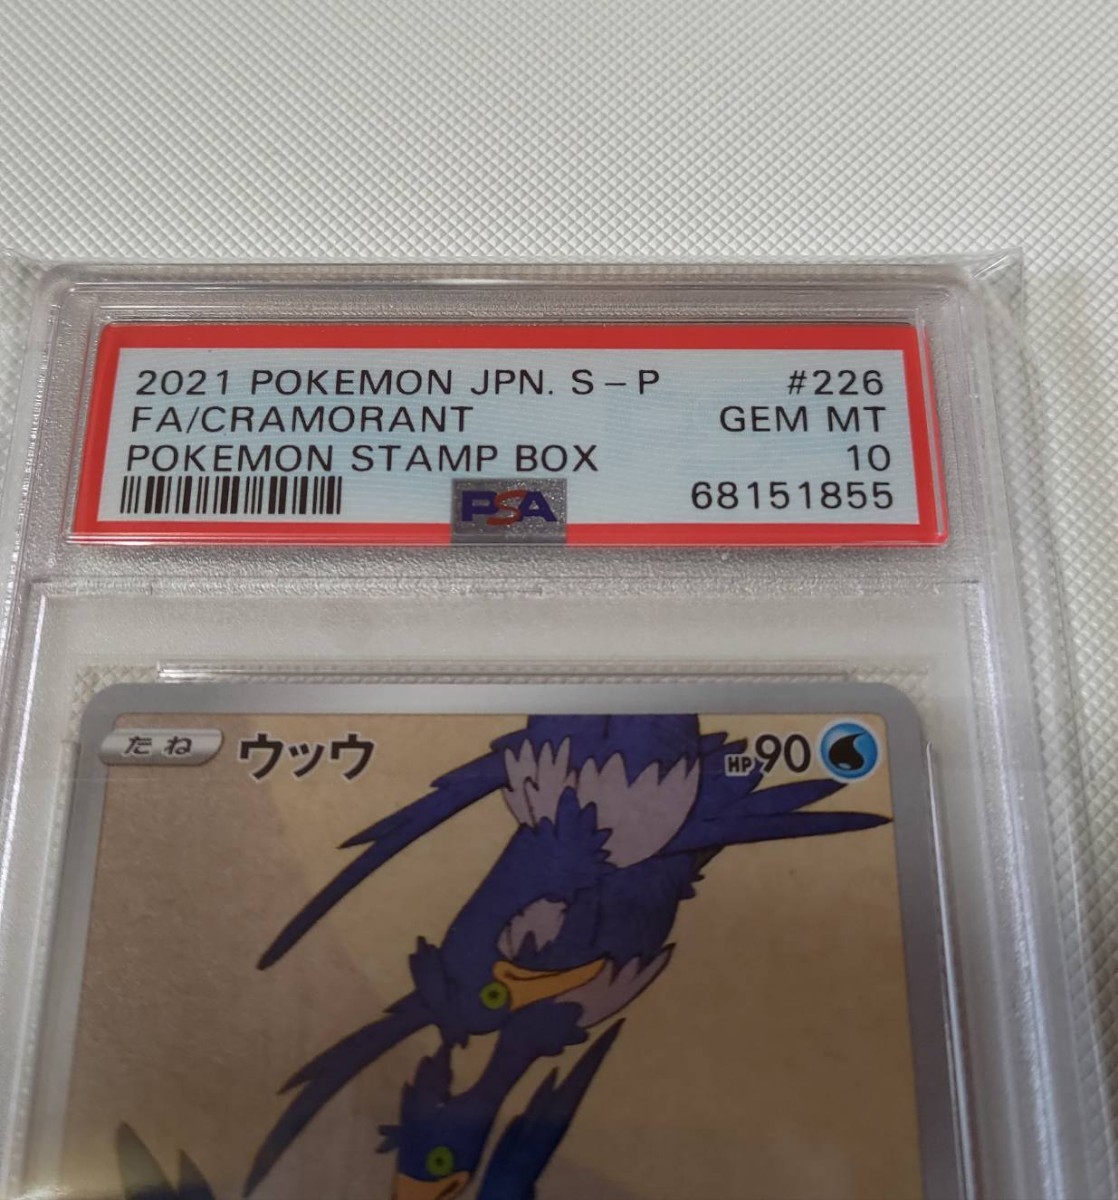 2021 POKEMON JPN. S-P #226
FA/CRAMORANT GEM MT
POKEMON STAMP BOX 10
PSA 68151855
たね ウッウ HP90